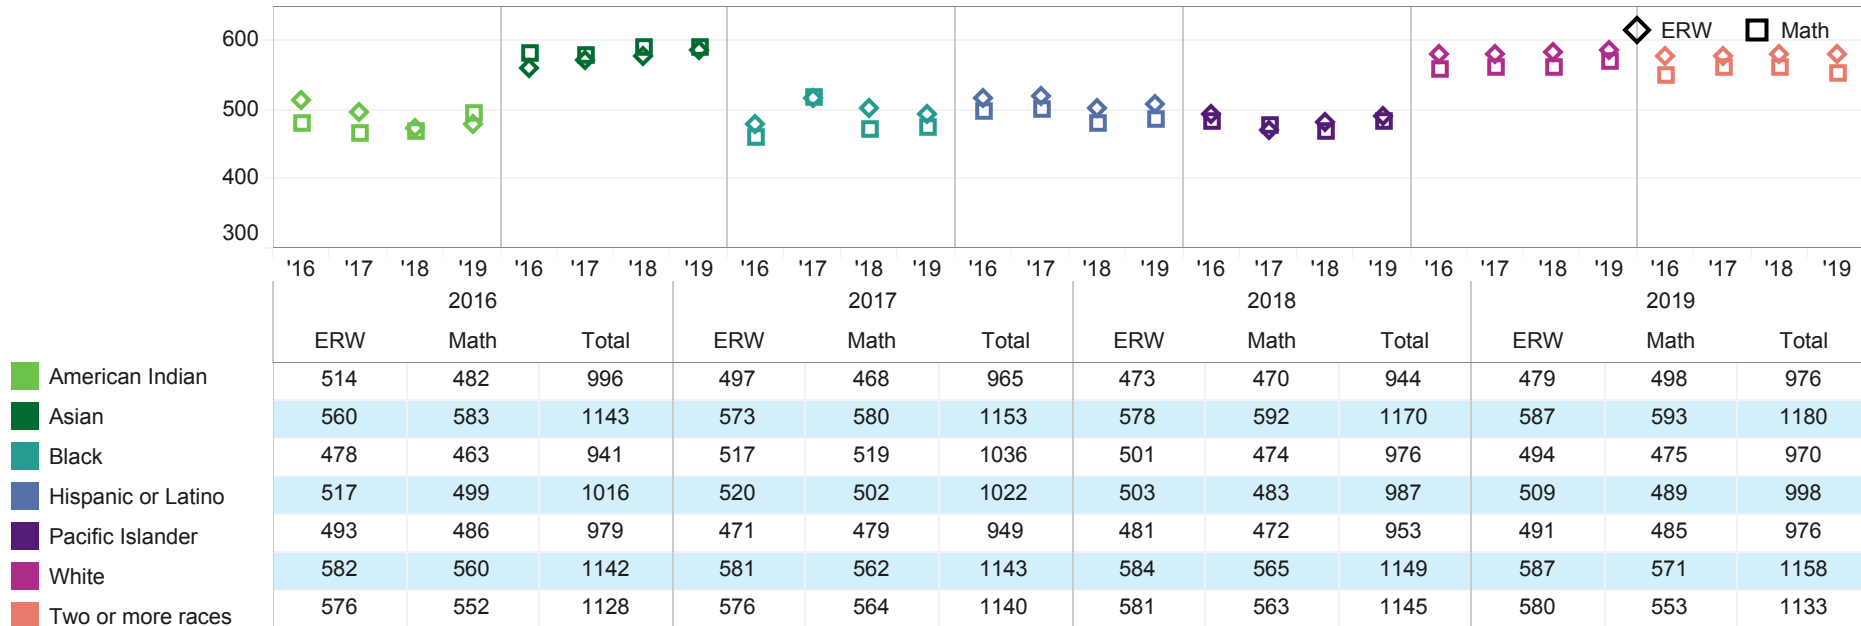 600 ERW Math
500
400
300
'16 '17 '18 '19 '16 '17 '18 '19 '16 '17 '18 '19 '16 '17 '18 '19 '16 '17 '18 '19 '16 '17 '18 '19 '16 '17 '18 '19
2016 2017 2018 2019
ERW Math Total ERW Math Total ERW Math Total ERW Math Total
American Indian 514 482 996 497 468 965 473 470 944 479 498 976
Asian 560 583 1143 573 580 1153 578 592 1170 587 593 1180
Black 478 463 941 517 519 1036 501 474 976 494 475 970
Hispanic or Latino 517 499 1016 520 502 1022 503 483 987 509 489 998
Pacific Islander 493 486 979 471 479 949 481 472 953 491 485 976
White 582 560 1142 581 562 1143 584 565 1149 587 571 1158
Two or more races 576 552 1128 576 564 1140 581 563 1145 580 553 1133